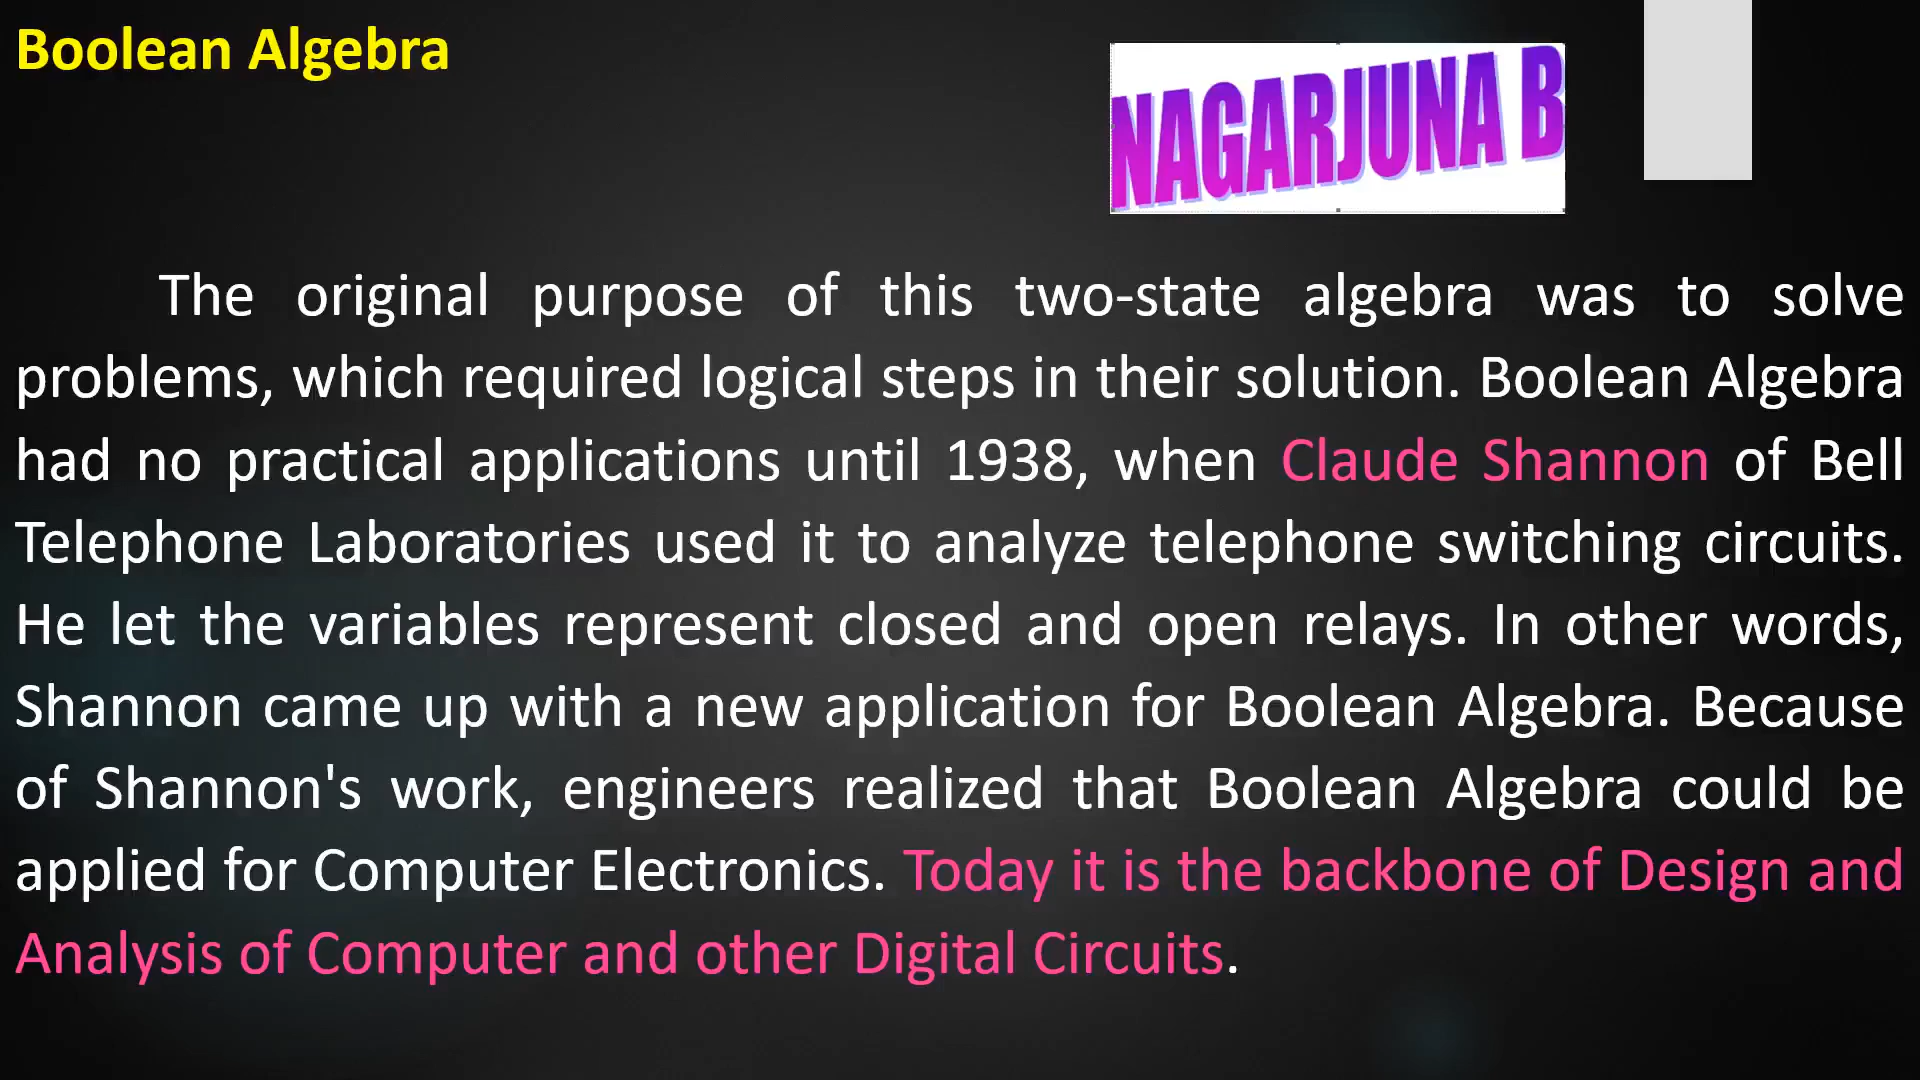 Boolean Algebra
NAGARJUNA B
The original purpose of this two-state algebra was to solve
problems, which required logical steps in their solution. Boolean Algebra
had no practical applications until 1938, when Claude Shannon of Bell
Telephone Laboratories used it to analyze telephone switching circuits.
He let the variables represent closed and open relays. In other words,
Shannon came up with a new application for Boolean Algebra. Because
of Shannon's work, engineers realized that Boolean Algebra could be
applied for Computer Electronics. Today it is the backbone of Design and
Analysis of Computer and other Digital Circuits.